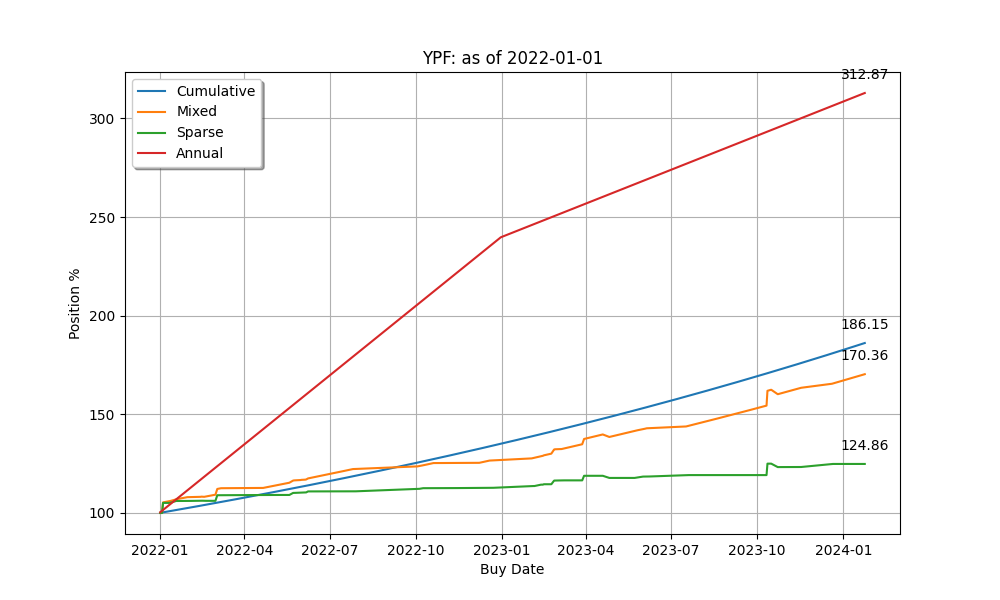 YPF: as of 2022-01-01
Cumulative
Mixed
Sparse
Annual
312.87
186.15
170.36
124.86
300
250
200
150
100
Position %
2022-01 2022-04 2022-07 2022-10 2023-01 2023-04 2023-07 2023-10 2024-01
Buy Date